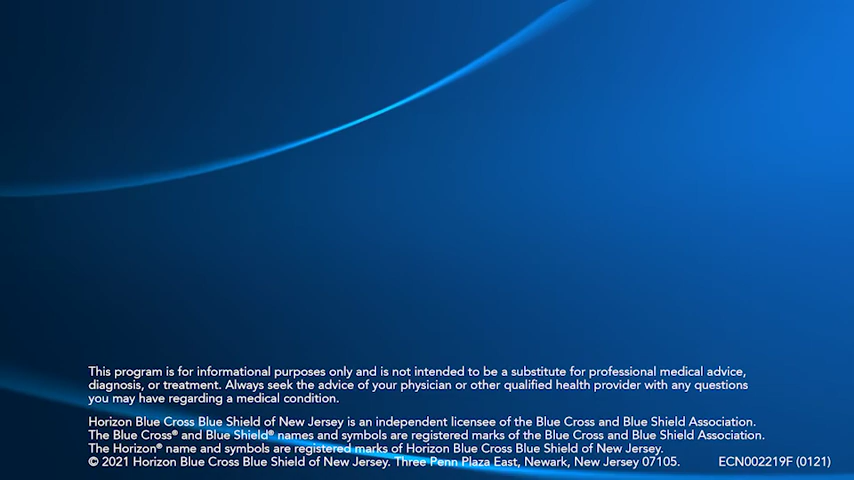 This program is for informational purposes only and is not intended to be a substitute for professional medical advice,
diagnosis, or treatment. Always seek the advice of your physician or other qualified health provider with any questions
you may have regarding a medical condition.
Horizon Blue Cross Blue Shield of New Jersey is an independent licensee of the Blue Cross and Blue Shield Association.
The Blue Cross® and Blue Shield® names and symbols are registered marks of the Blue Cross and Blue Shield Association.
The Horizon® name and symbols are registered marks of Horizon Blue Cross Blue Shield of New Jersey.
© 2021 Horizon Blue Cross Blue Shield of New Jersey. Three Penn Plaza East, Newark, New Jersey 07105. ECN002219F (0121)